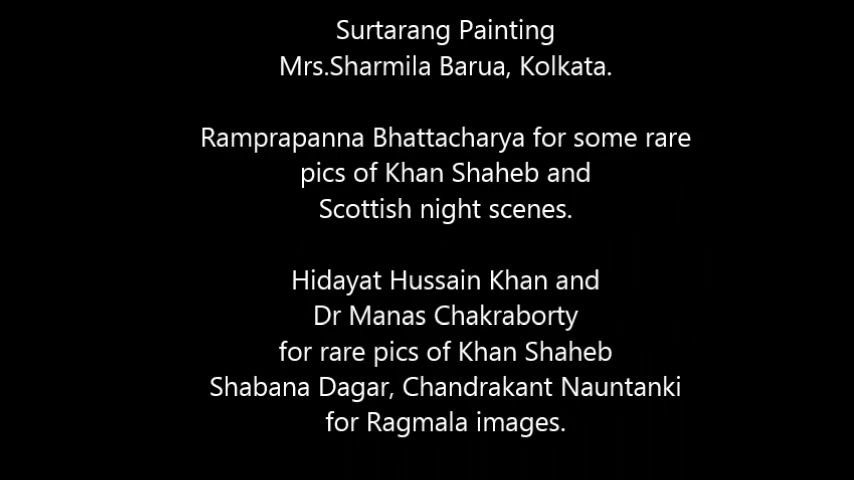 Surtarang Painting
Mrs.Sharmila Barua, Kolkata.
Ramprapanna Bhattacharya for some rare
pics of Khan Shaheb and
Scottish night scenes.
Hidayat Hussain Khan and
Dr Manas Chakraborty
for rare pics of Khan Shaheb
Shabana Dagar, Chandrakant Nauntanki
for Ragmala images.